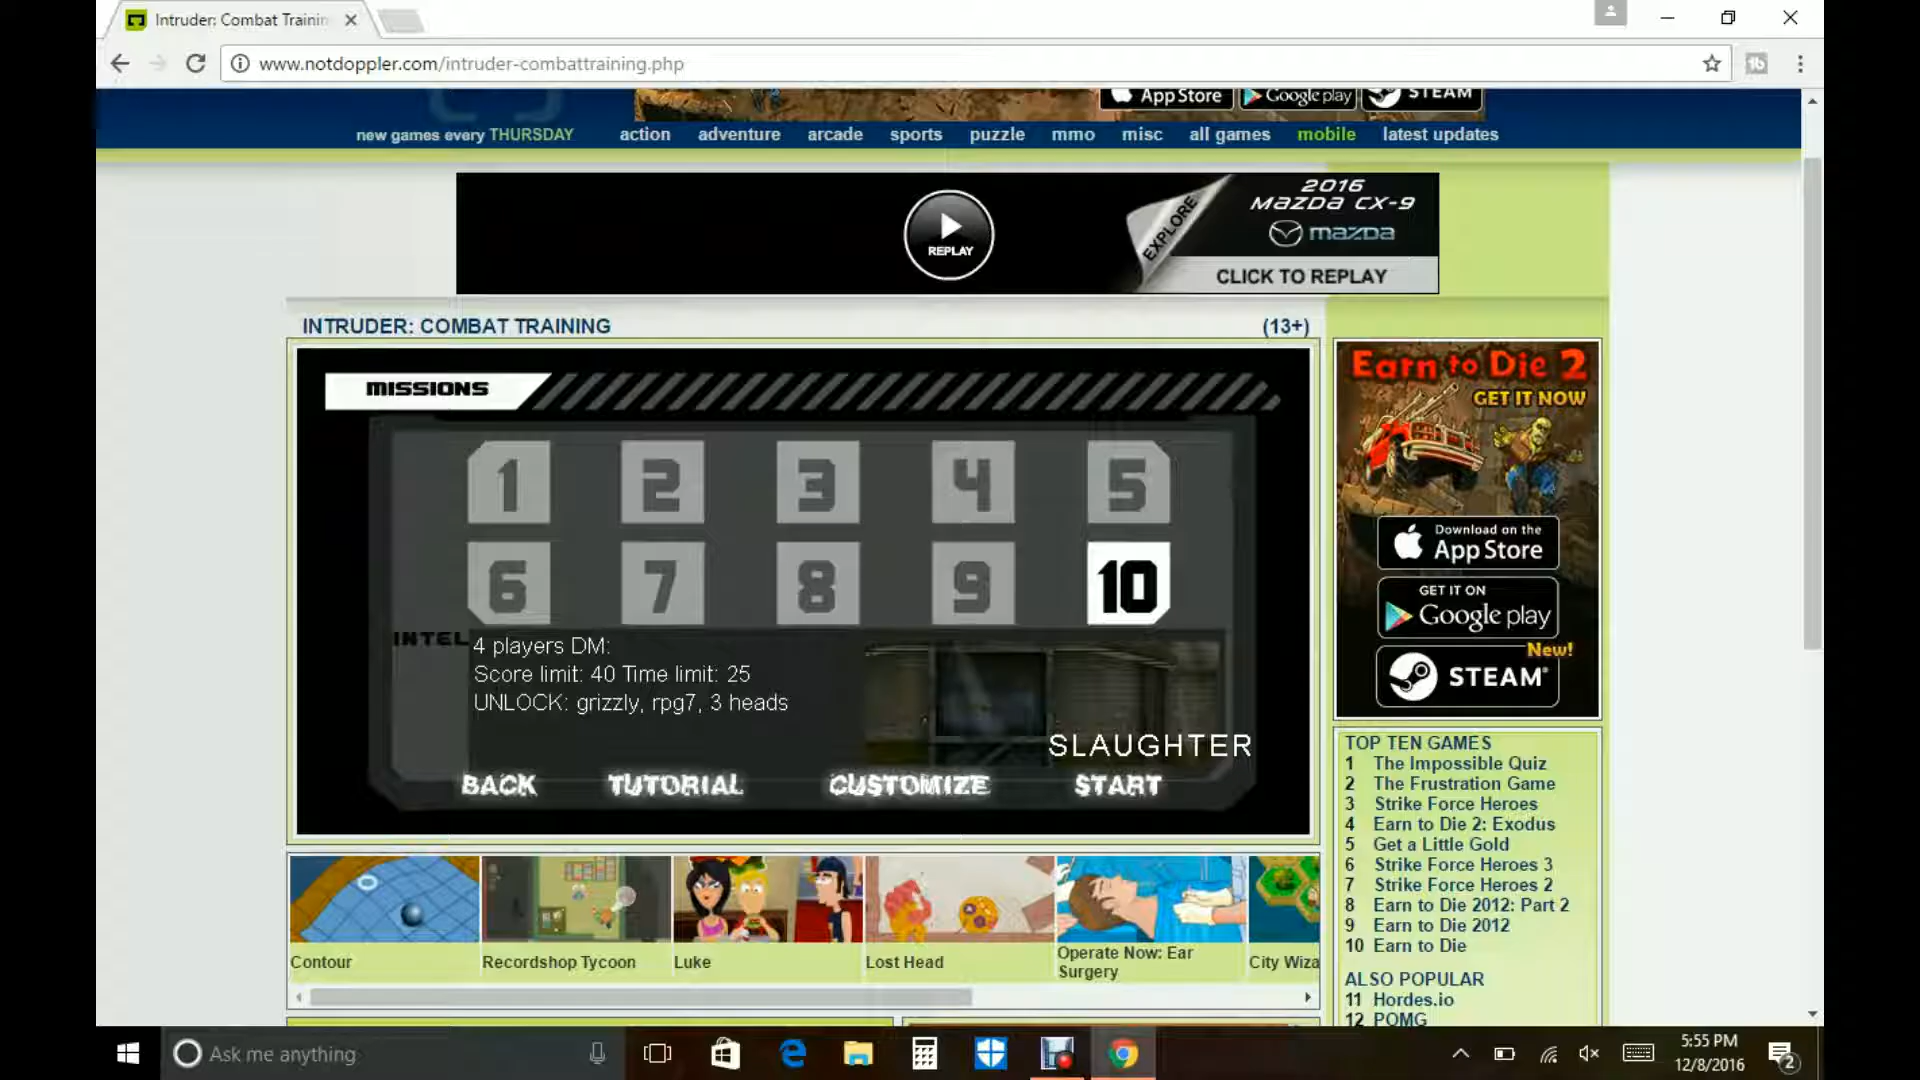 Intruder: Combat Trainin
www.notdoppler.com/intruder-combattraining.php
App Store Google play STEAM
new games every THURSDAY action adventure arcade sports puzzle mmo misc all games mobile latest updates
REPLAY
EXPLORE
2016
mazda CX-9
mazda
CLICK TO REPLAY
INTRUDER: COMBAT TRAINING (13+)
MISSIONS
1 2 3 4 5
6 7 8 9 10
INTEL
4 players DM:
Score limit: 40 Time limit: 25
UNLOCK: grizzly, rpg7, 3 heads
SLAUGHTER
BACK TUTORIAL CUSTOMIZE START
Earn to Die 2
GET IT NOW
Download on the
App Store
GET IT ON
Google play
New!
STEAM
TOP TEN GAMES
1 The Impossible Quiz
2 The Frustration Game
3 Strike Force Heroes
4 Earn to Die 2: Exodus
5 Get a Little Gold
6 Strike Force Heroes 3
7 Strike Force Heroes 2
8 Earn to Die 2012: Part 2
9 Earn to Die 2012
10 Earn to Die
ALSO POPULAR
11 Hordes.io
12 POMG
Contour
Recordshop Tycoon
Luke
Lost Head
Operate Now: Ear
Surgery
City Wiza
Ask me anything
5:55 PM
12/8/2016
2